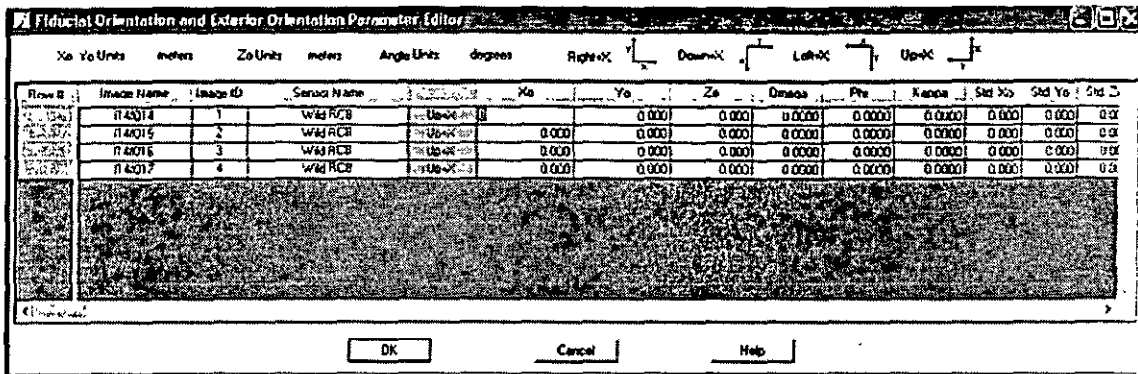 Fiducial Orientation and Exterior Orientation Parameter Editor
Xo Yo Units meters Zo Units meters Angle Units degrees Right+X Y X Down+X Left+X Up+X
Row # Image Name Image ID Sensor Name Xo Yo Zo Omega Phi Kappa Std Xo Std Yo Std Z
1 Wild RC8 Up+X 0.000 0.000 0.0000 0.0000 0.0000 0.000 0.000
2 Wild RC8 Up+X 0.000 0.000 0.000 0.0000 0.0000 0.0000 0.000 0.000
3 Wild RC8 Up+X 0.000 0.000 0.000 0.0000 0.0000 0.0000 0.000 0.000
4 Wild RC8 Up+X 0.000 0.000 0.000 0.0000 0.0000 0.0000 0.000 0.000
OK Cancel Help